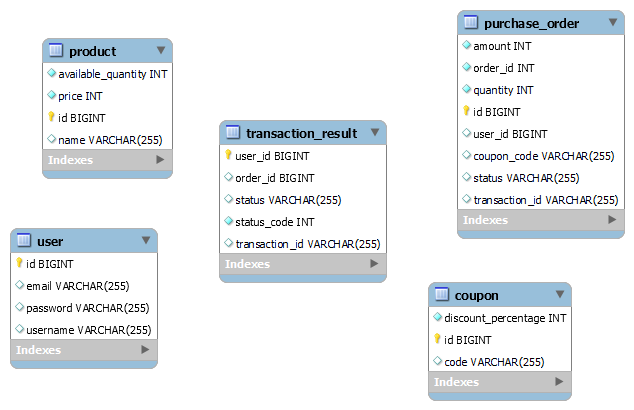 product
available_quantity INT
price INT
id BIGINT
name VARCHAR(255)
Indexes
user
id BIGINT
email VARCHAR(255)
password VARCHAR(255)
username VARCHAR(255)
Indexes
transaction_result
user_id BIGINT
order_id BIGINT
status VARCHAR(255)
status_code INT
transaction_id VARCHAR(255)
Indexes
purchase_order
amount INT
order_id INT
quantity INT
id BIGINT
user_id BIGINT
coupon_code VARCHAR(255)
status VARCHAR(255)
transaction_id VARCHAR(255)
Indexes
coupon
discount_percentage INT
id BIGINT
code VARCHAR(255)
Indexes